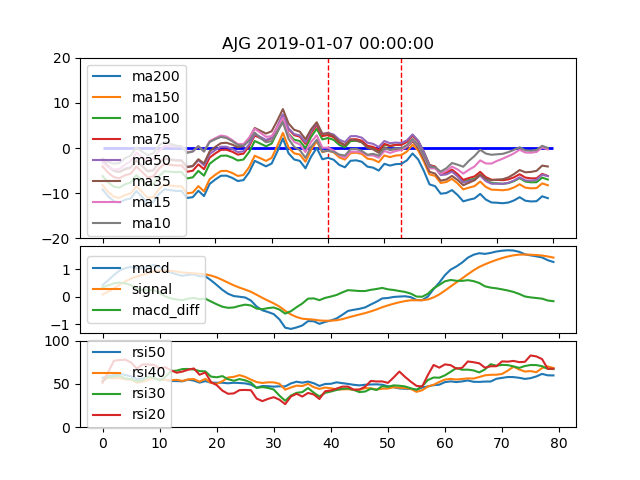 AJG 2019-01-07 00:00:00
20
10
0
−10
−20
ma200
ma150
ma100
ma75
ma50
ma35
ma15
ma10
1
0
−1
macd
signal
macd_diff
100
50
0
rsi50
rsi40
rsi30
rsi20
0 10 20 30 40 50 60 70 80